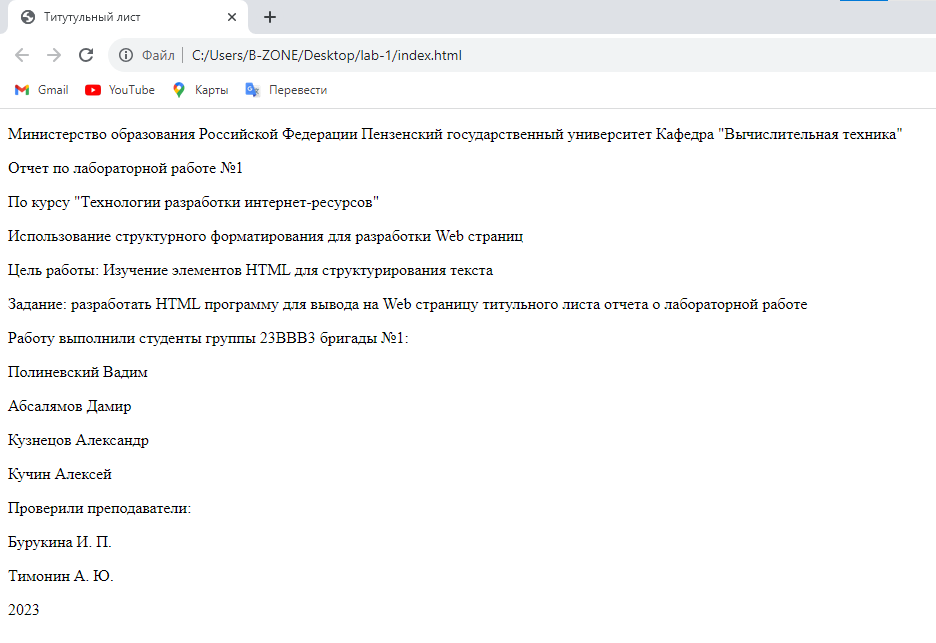 Титутульный лист
Файл C:/Users/B-ZONE/Desktop/lab-1/index.html
Gmail YouTube Карты Перевести
Министерство образования Российской Федерации Пензенский государственный университет Кафедра "Вычислительная техника"
Отчет по лабораторной работе №1
По курсу "Технологии разработки интернет-ресурсов"
Использование структурного форматирования для разработки Web страниц
Цель работы: Изучение элементов HTML для структурирования текста
Задание: разработать HTML программу для вывода на Web страницу титульного листа отчета о лабораторной работе
Работу выполнили студенты группы 23ВВВ3 бригады №1:
Полиневский Вадим
Абсалямов Дамир
Кузнецов Александр
Кучин Алексей
Проверили преподаватели:
Бурукина И. П.
Тимонин А. Ю.
2023